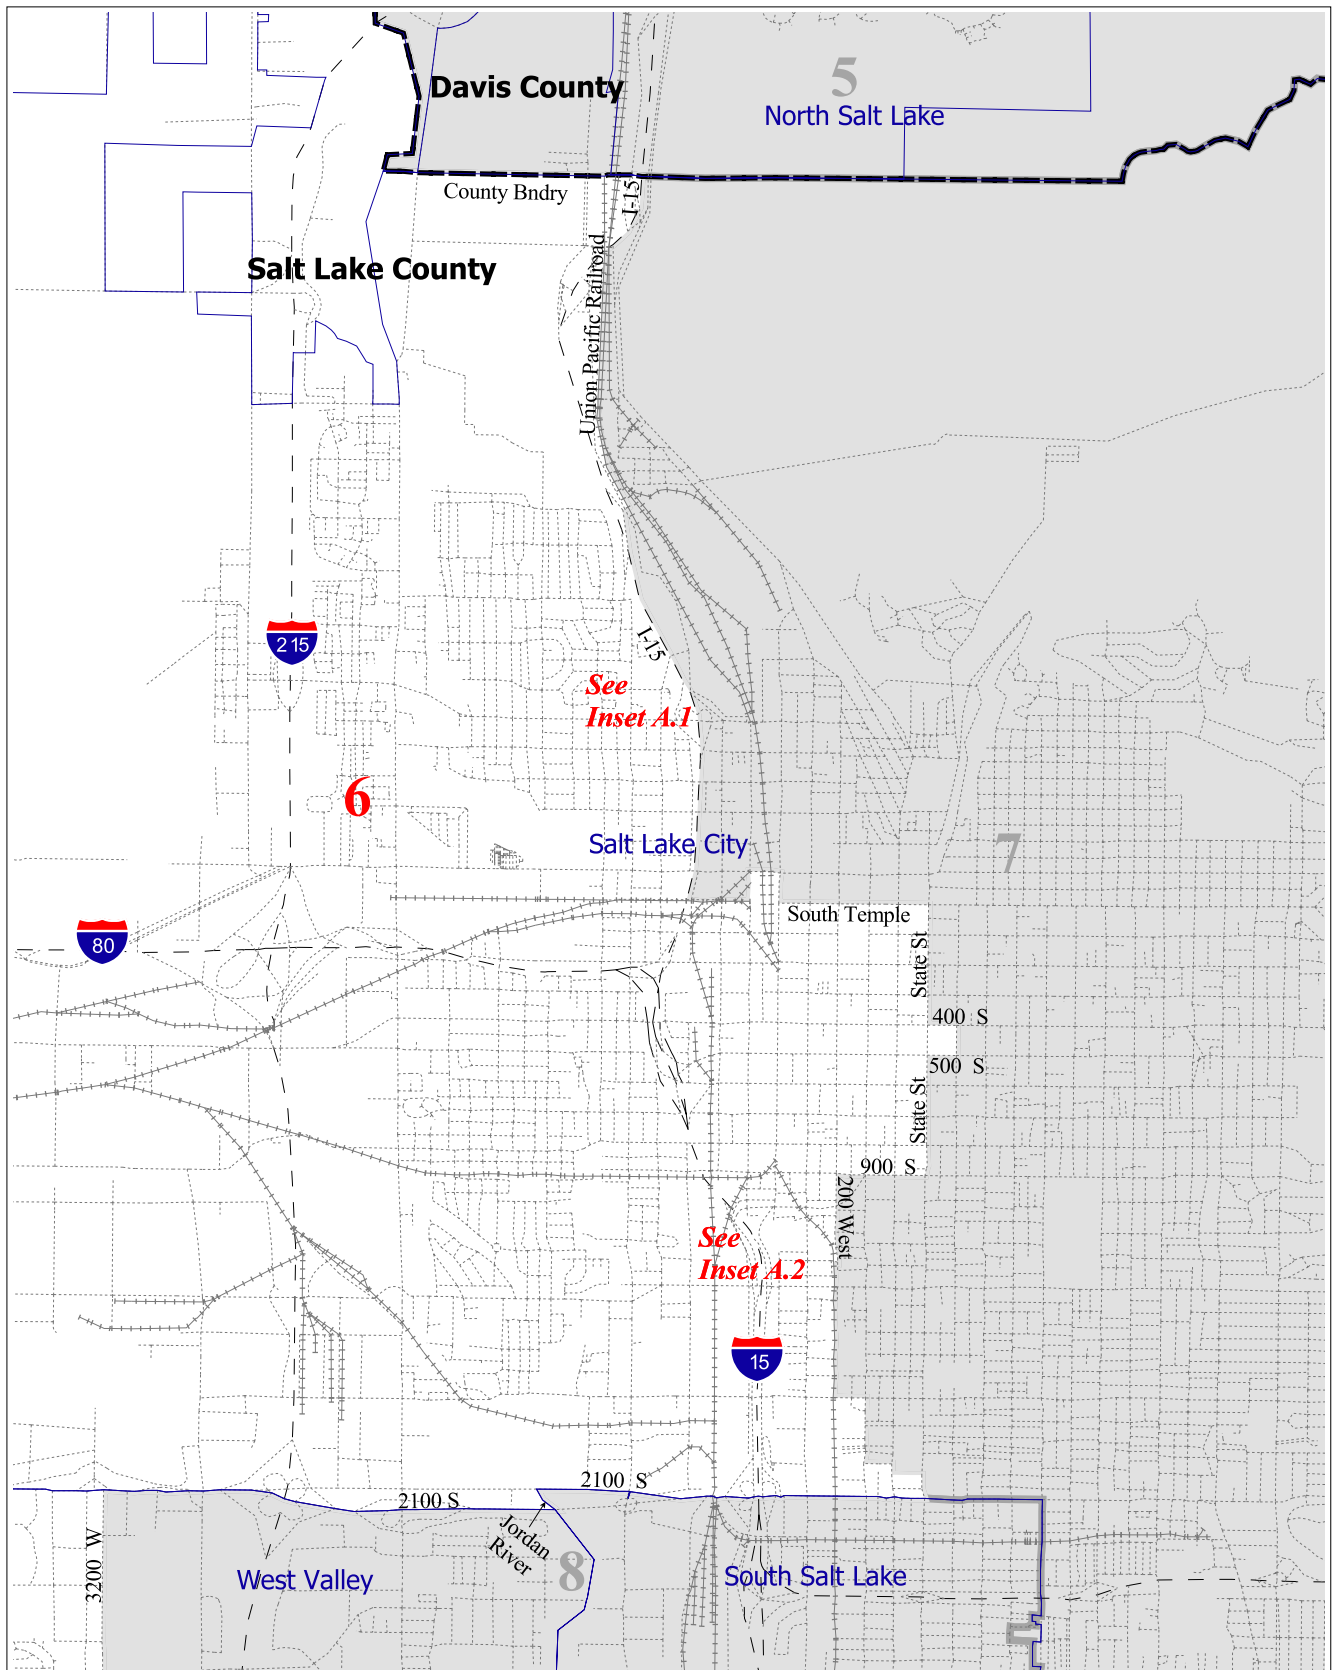 Davis County
5
North Salt Lake
County Bndry
I-15
Union Pacific Railroad
Salt Lake County
2 15
I-15
See
Inset A.1
6
Salt Lake City
7
80
South Temple
State St
400 S
500 S
State St
900 S
200 West
See
Inset A.2
15
2100 S
2100 S
Jordan
River
3200 W
8
West Valley
South Salt Lake